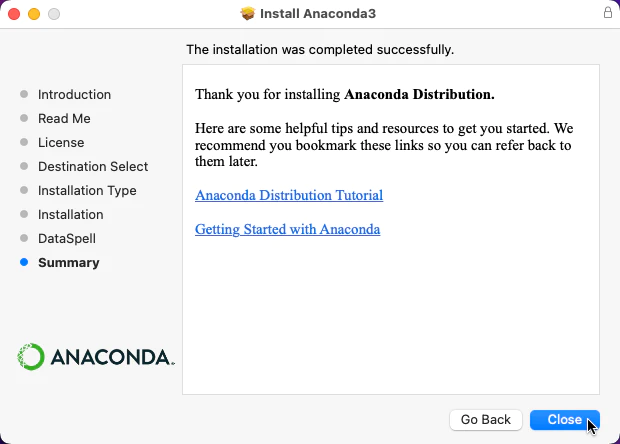 Install Anaconda3
The installation was completed successfully.
Introduction
Read Me
License
Destination Select
Installation Type
Installation
DataSpell
Summary
Thank you for installing Anaconda Distribution.
Here are some helpful tips and resources to get you started. We
recommend you bookmark these links so you can refer back to
them later.
Anaconda Distribution Tutorial
Getting Started with Anaconda
ANACONDA.
Go Back
Close